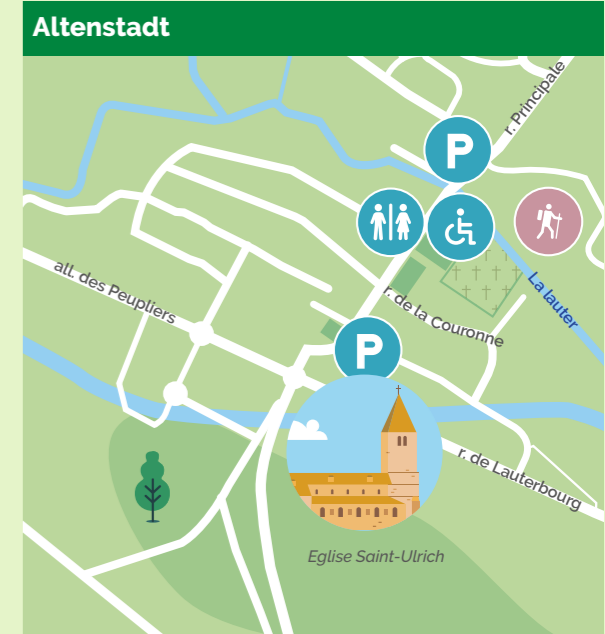 Altenstadt
r. Principale
P
all. des Peupliers
La lauter
r. de la Couronne
P
r. de Lauterbourg
Eglise Saint-Ulrich